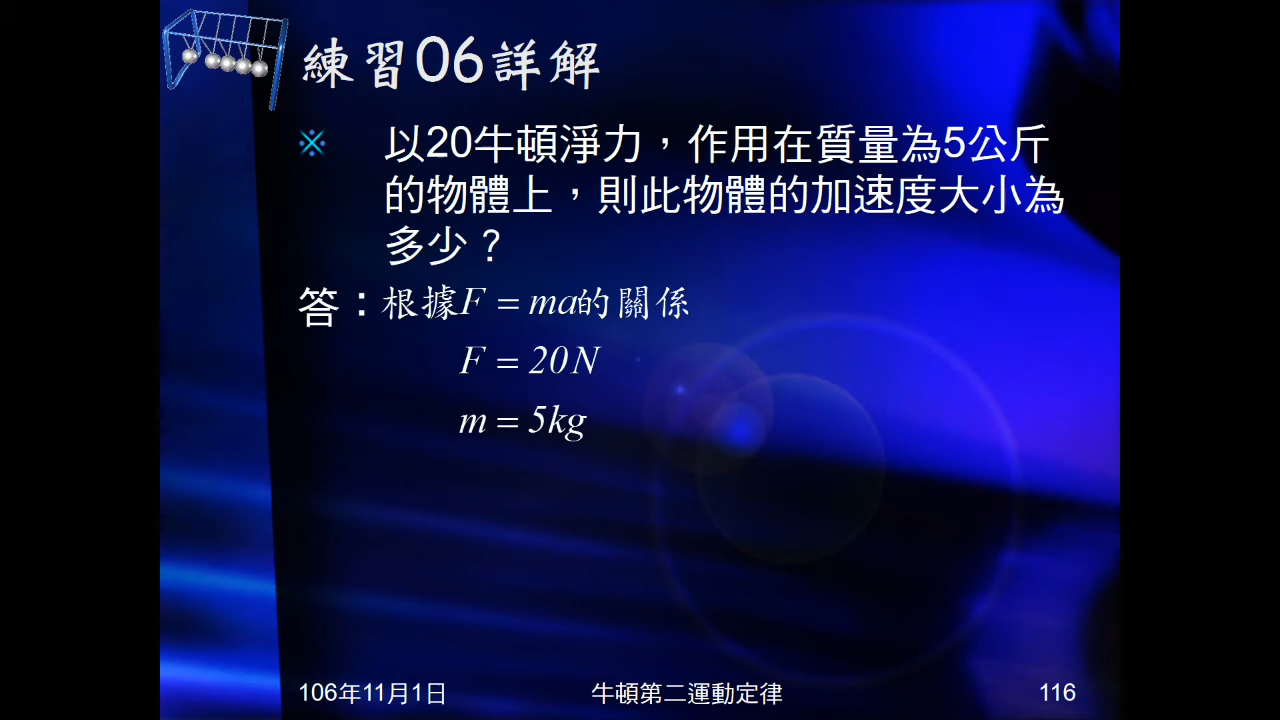 練習06詳解
※ 以20牛頓淨力，作用在質量為5公斤
的物體上，則此物體的加速度大小為
多少？
答：根據F = ma的關係
F = 20N
m = 5kg
106年11月1日 牛頓第二運動定律 116